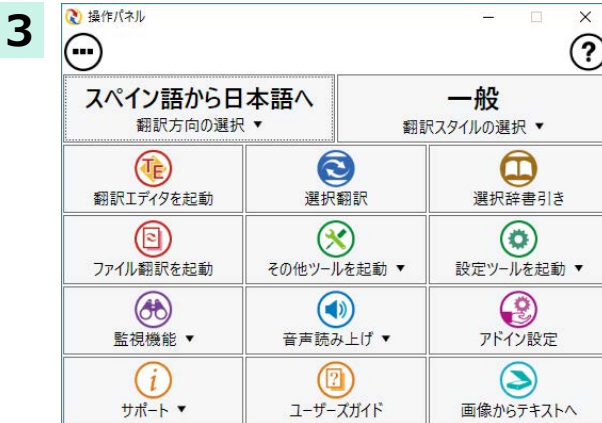 3
操作パネル
スペイン語から日本語へ
翻訳方向の選択 ▼
一般
翻訳スタイルの選択 ▼
TE
翻訳エディタを起動
選択翻訳
選択辞書引き
ファイル翻訳を起動
その他ツールを起動 ▼
設定ツールを起動 ▼
監視機能 ▼
音声読み上げ ▼
アドイン設定
サポート ▼
ユーザーズガイド
画像からテキストへ